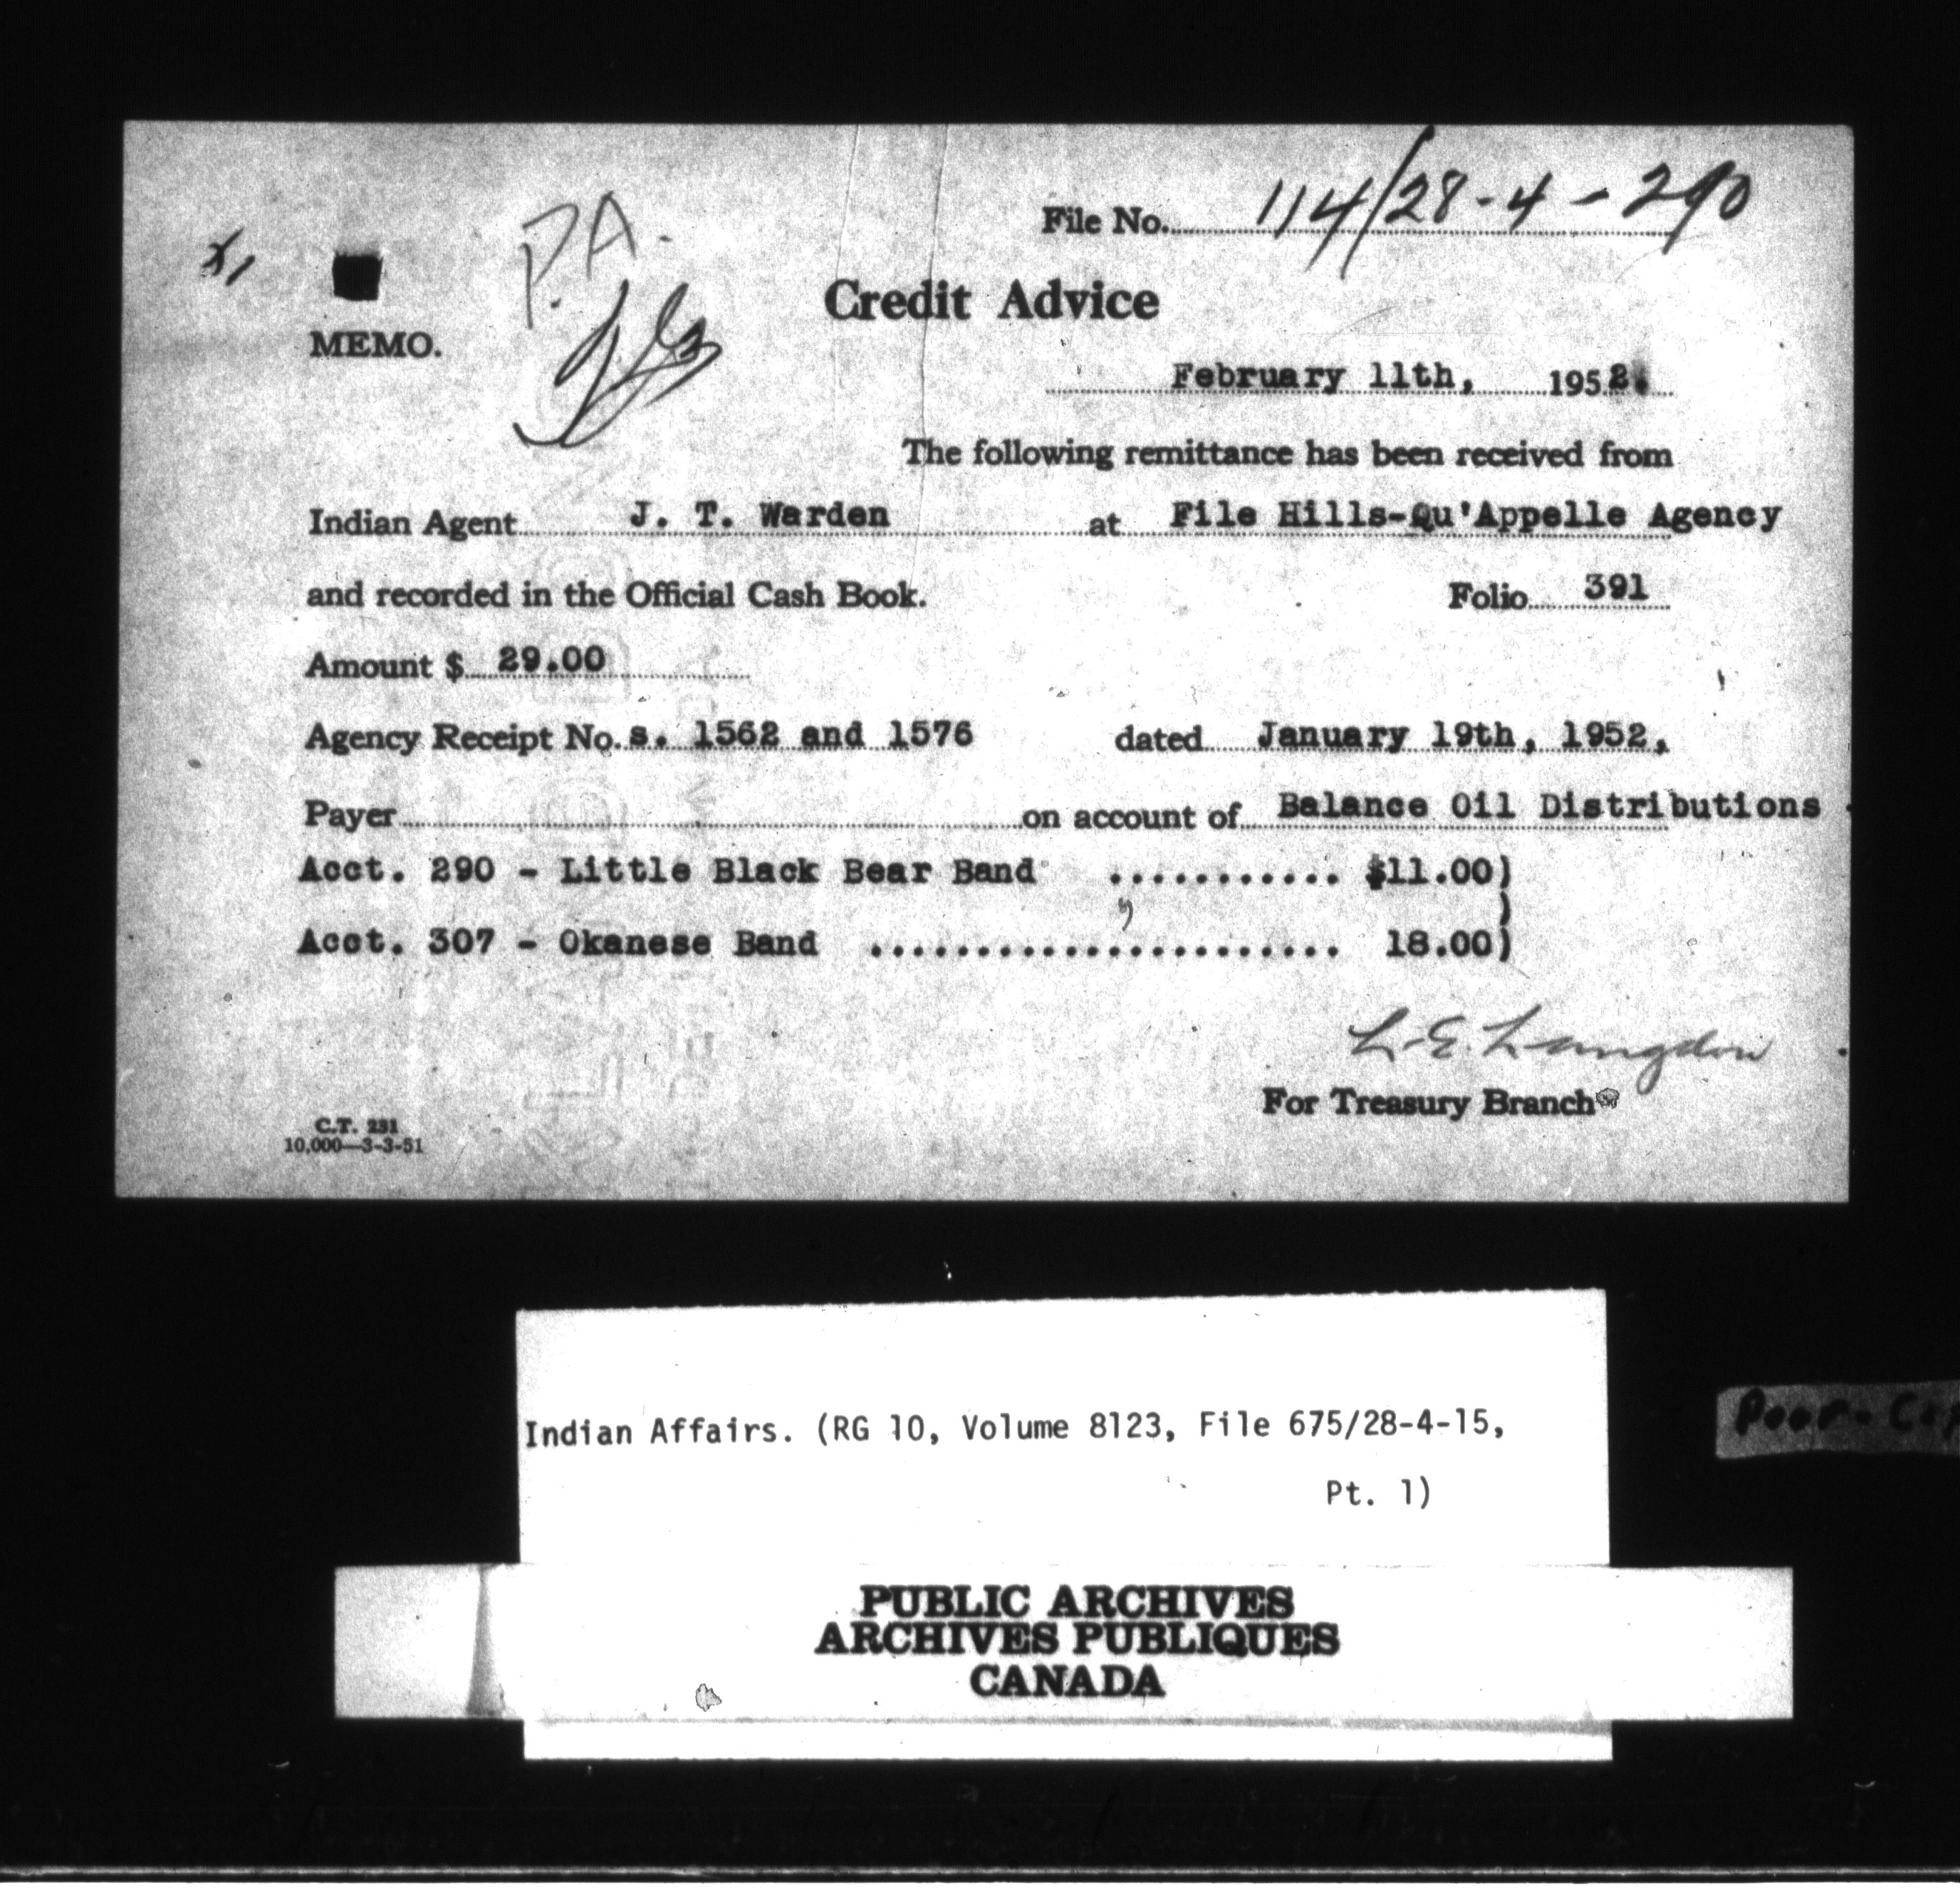 File No. 114/28-4-290
P.A.
Credit Advice
MEMO.
February 11th, 1952.
The following remittance has been received from
Indian Agent J. T. Warden at File Hills-Qu'Appelle Agency
and recorded in the Official Cash Book. Folio 391
Amount $ 29.00
Agency Receipt No.s. 1562 and 1576 dated January 19th, 1952,
Payer on account of Balance Oil Distributions
Acct. 290 - Little Black Bear Band ........... $11.00)
)
Acct. 307 - Okanese Band ...................... 18.00)
L. E. Langdon
For Treasury Branch
C.T. 231
10,000—3-3-51
Indian Affairs. (RG 10, Volume 8123, File 675/28-4-15,
Pt. 1)
Poor-Cop
PUBLIC ARCHIVES
ARCHIVES PUBLIQUES
CANADA